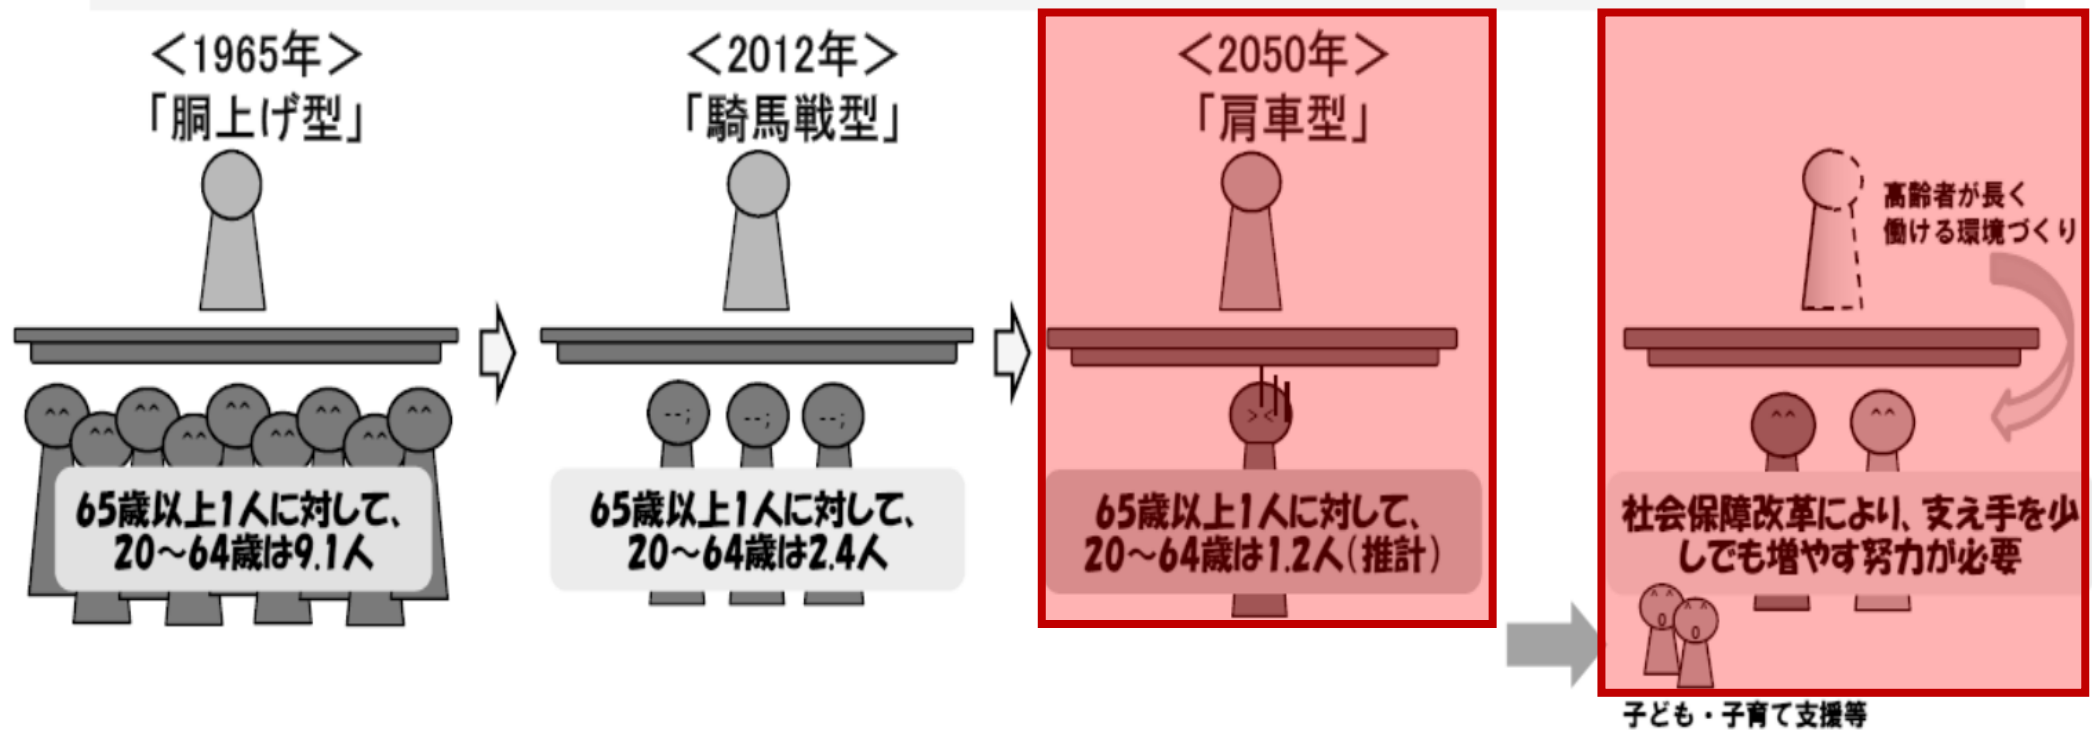 ＜1965年＞
「胴上げ型」
65歳以上1人に対して、
20～64歳は9.1人
＜2012年＞
「騎馬戦型」
65歳以上1人に対して、
20～64歳は2.4人
＜2050年＞
「肩車型」
65歳以上1人に対して、
20～64歳は1.2人(推計)
高齢者が長く
働ける環境づくり
社会保障改革により、支え手を少
しでも増やす努力が必要
子ども・子育て支援等